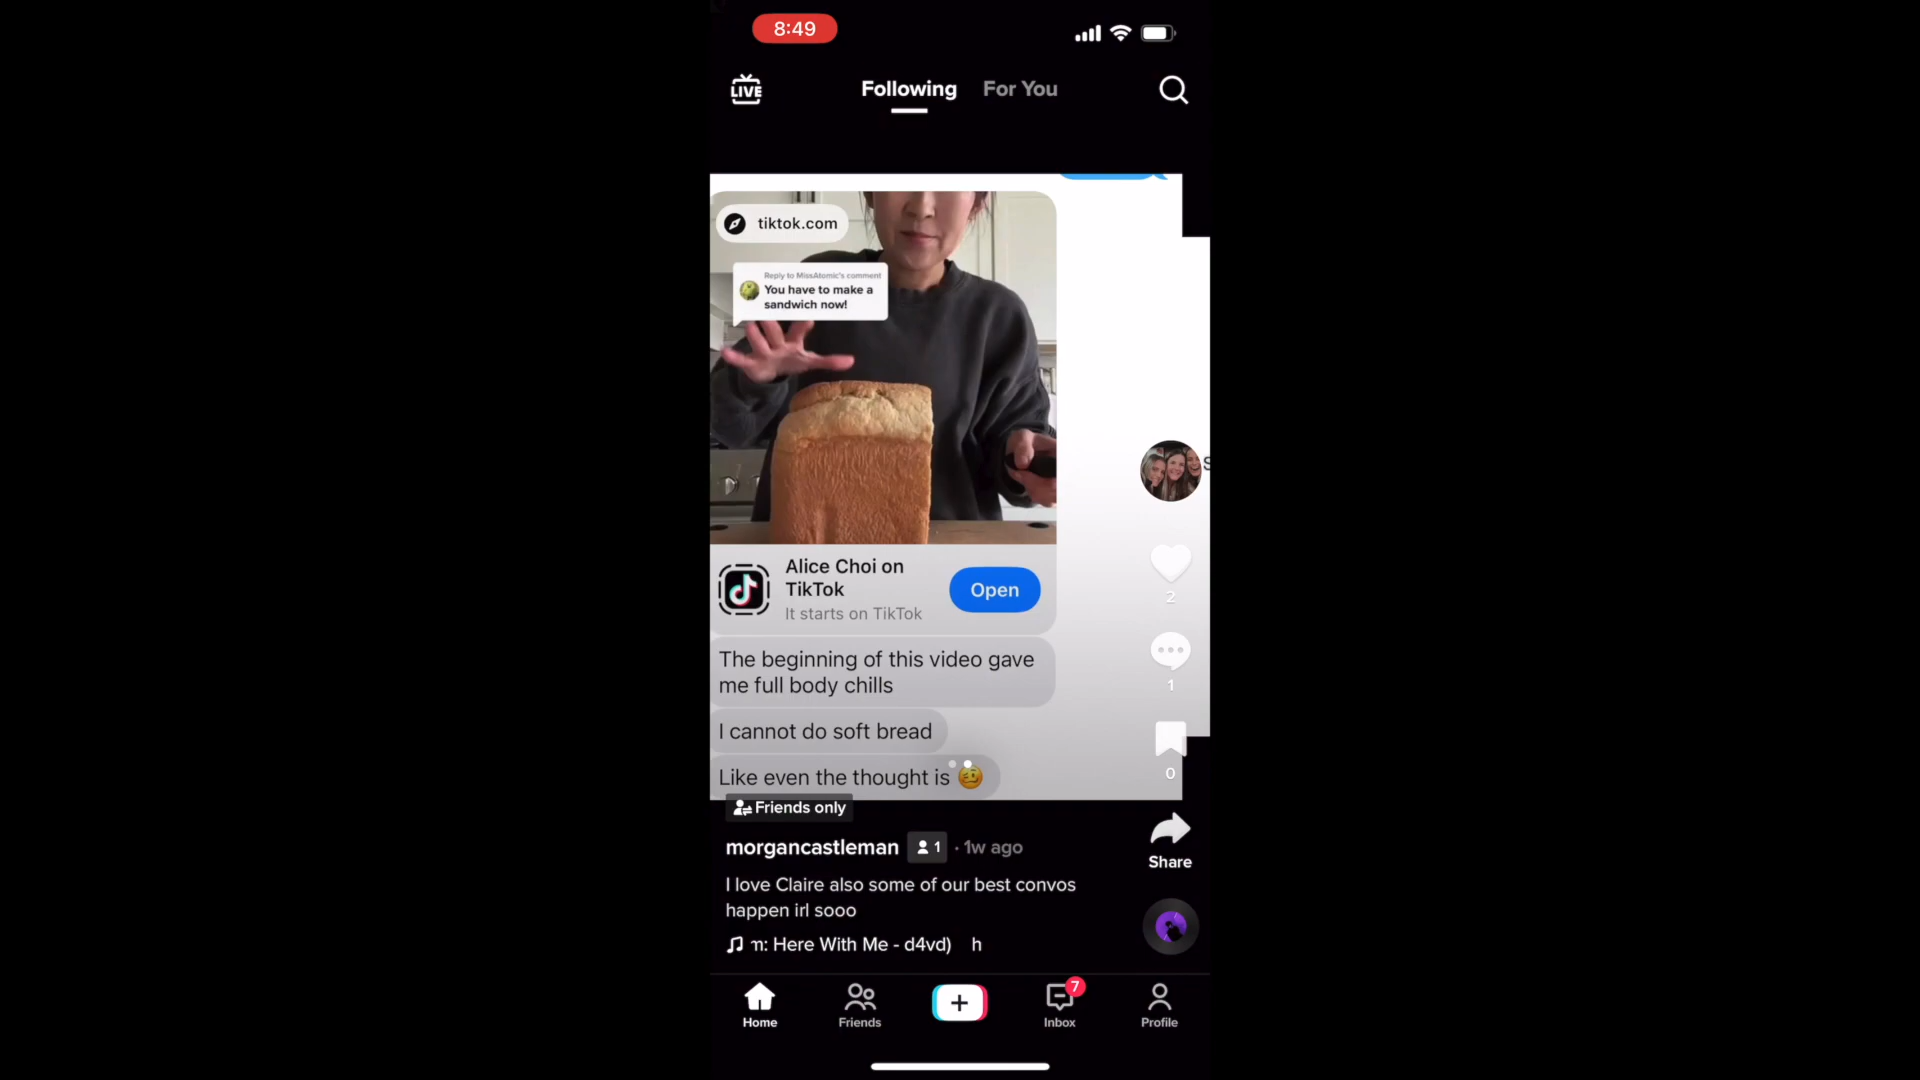 8:49
LIVE
Following
For You
tiktok.com
Reply to MissAtomic's comment
You have to make a
sandwich now!
Alice Choi on
TikTok
It starts on TikTok
Open
The beginning of this video gave
me full body chills
I cannot do soft bread
Like even the thought is 🥴
2
1
0
Friends only
morgancastleman 1 · 1w ago
Share
I love Claire also some of our best convos
happen irl sooo
m: Here With Me - d4vd) h
Home
Friends
7
Inbox
Profile